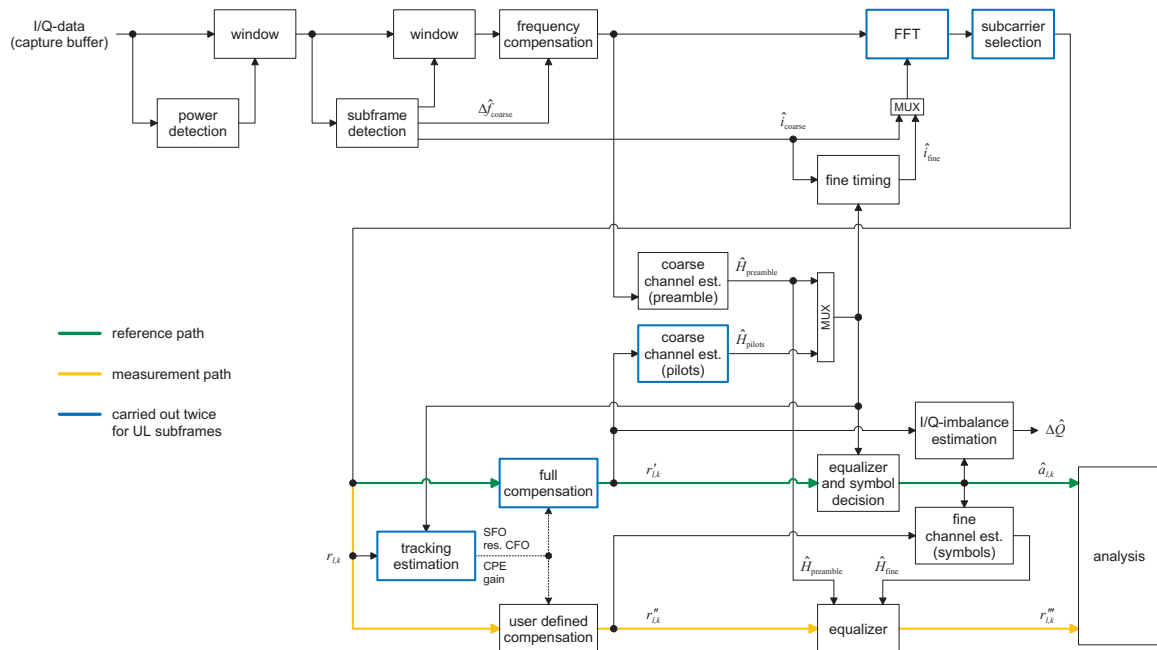 I/Q-data
(capture buffer)
window
window
frequency
compensation
FFT
subcarrier
selection
power
detection
subframe
detection
Δf̂coarse
MUX
îcoarse
îfine
fine timing
coarse
channel est.
(preamble)
Ĥpreamble
MUX
reference path
coarse
channel est.
(pilots)
Ĥpilots
measurement path
carried out twice
for UL subframes
I/Q-imbalance
estimation
ΔQ̂
full
compensation
r′l,k
equalizer
and symbol
decision
âl,k
rl,k
tracking
estimation
SFO
res. CFO
CPE
gain
fine
channel est.
(symbols)
analysis
Ĥpreamble
Ĥfine
user defined
compensation
r″l,k
equalizer
r‴l,k